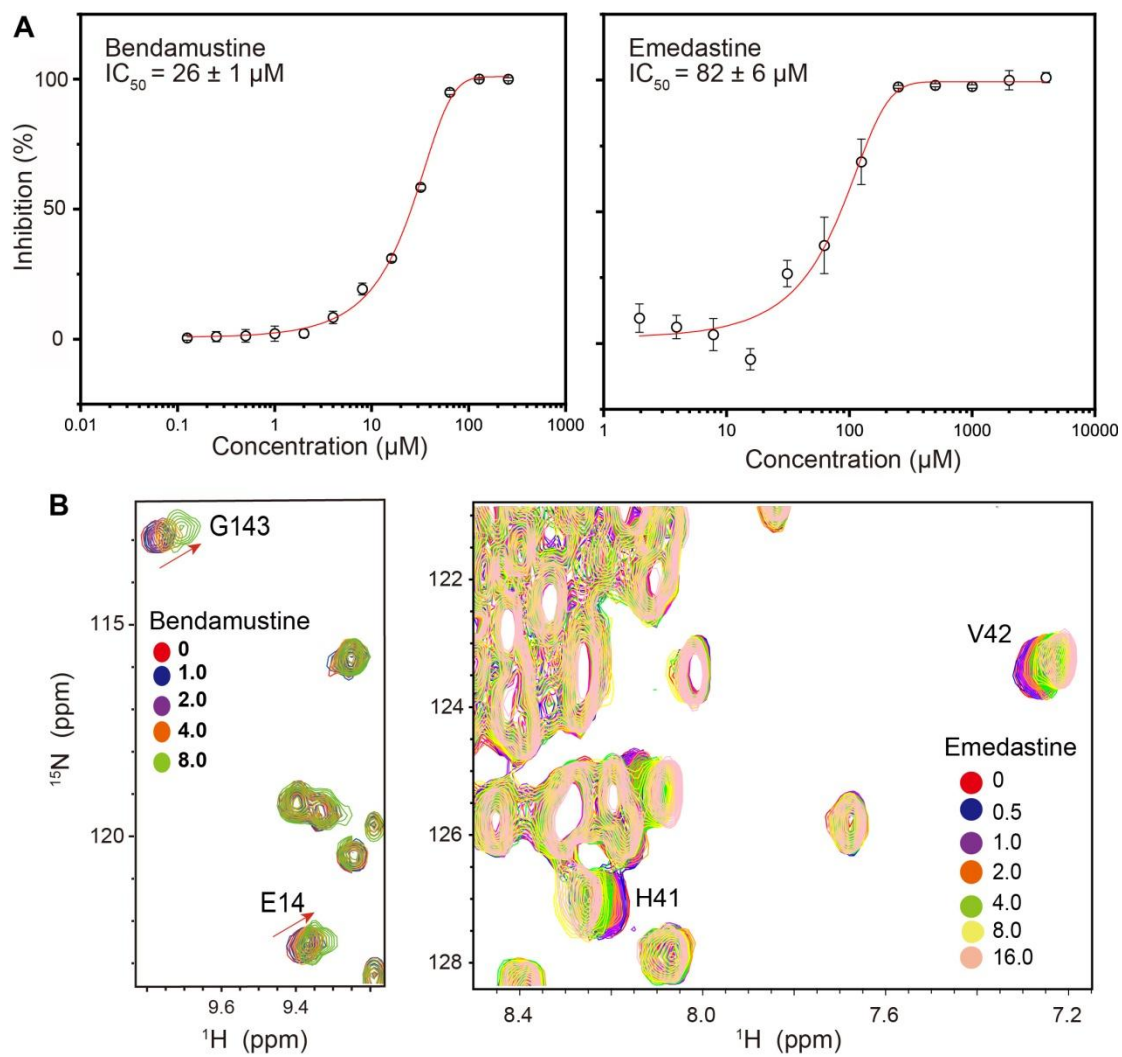 A
Bendamustine
IC50 = 26 ± 1 µM
Emedastine
IC50 = 82 ± 6 µM
Inhibition (%)
100
50
0
0.01 0.1 1 10 100 1000
Concentration (µM)
1 10 100 1000 10000
Concentration (µM)
B
G143
Bendamustine
0
1.0
2.0
4.0
8.0
E14
115
120
15N (ppm)
9.6 9.4
1H (ppm)
122
124
126
128
V42
H41
Emedastine
0
0.5
1.0
2.0
4.0
8.0
16.0
8.4 8.0 7.6 7.2
1H (ppm)